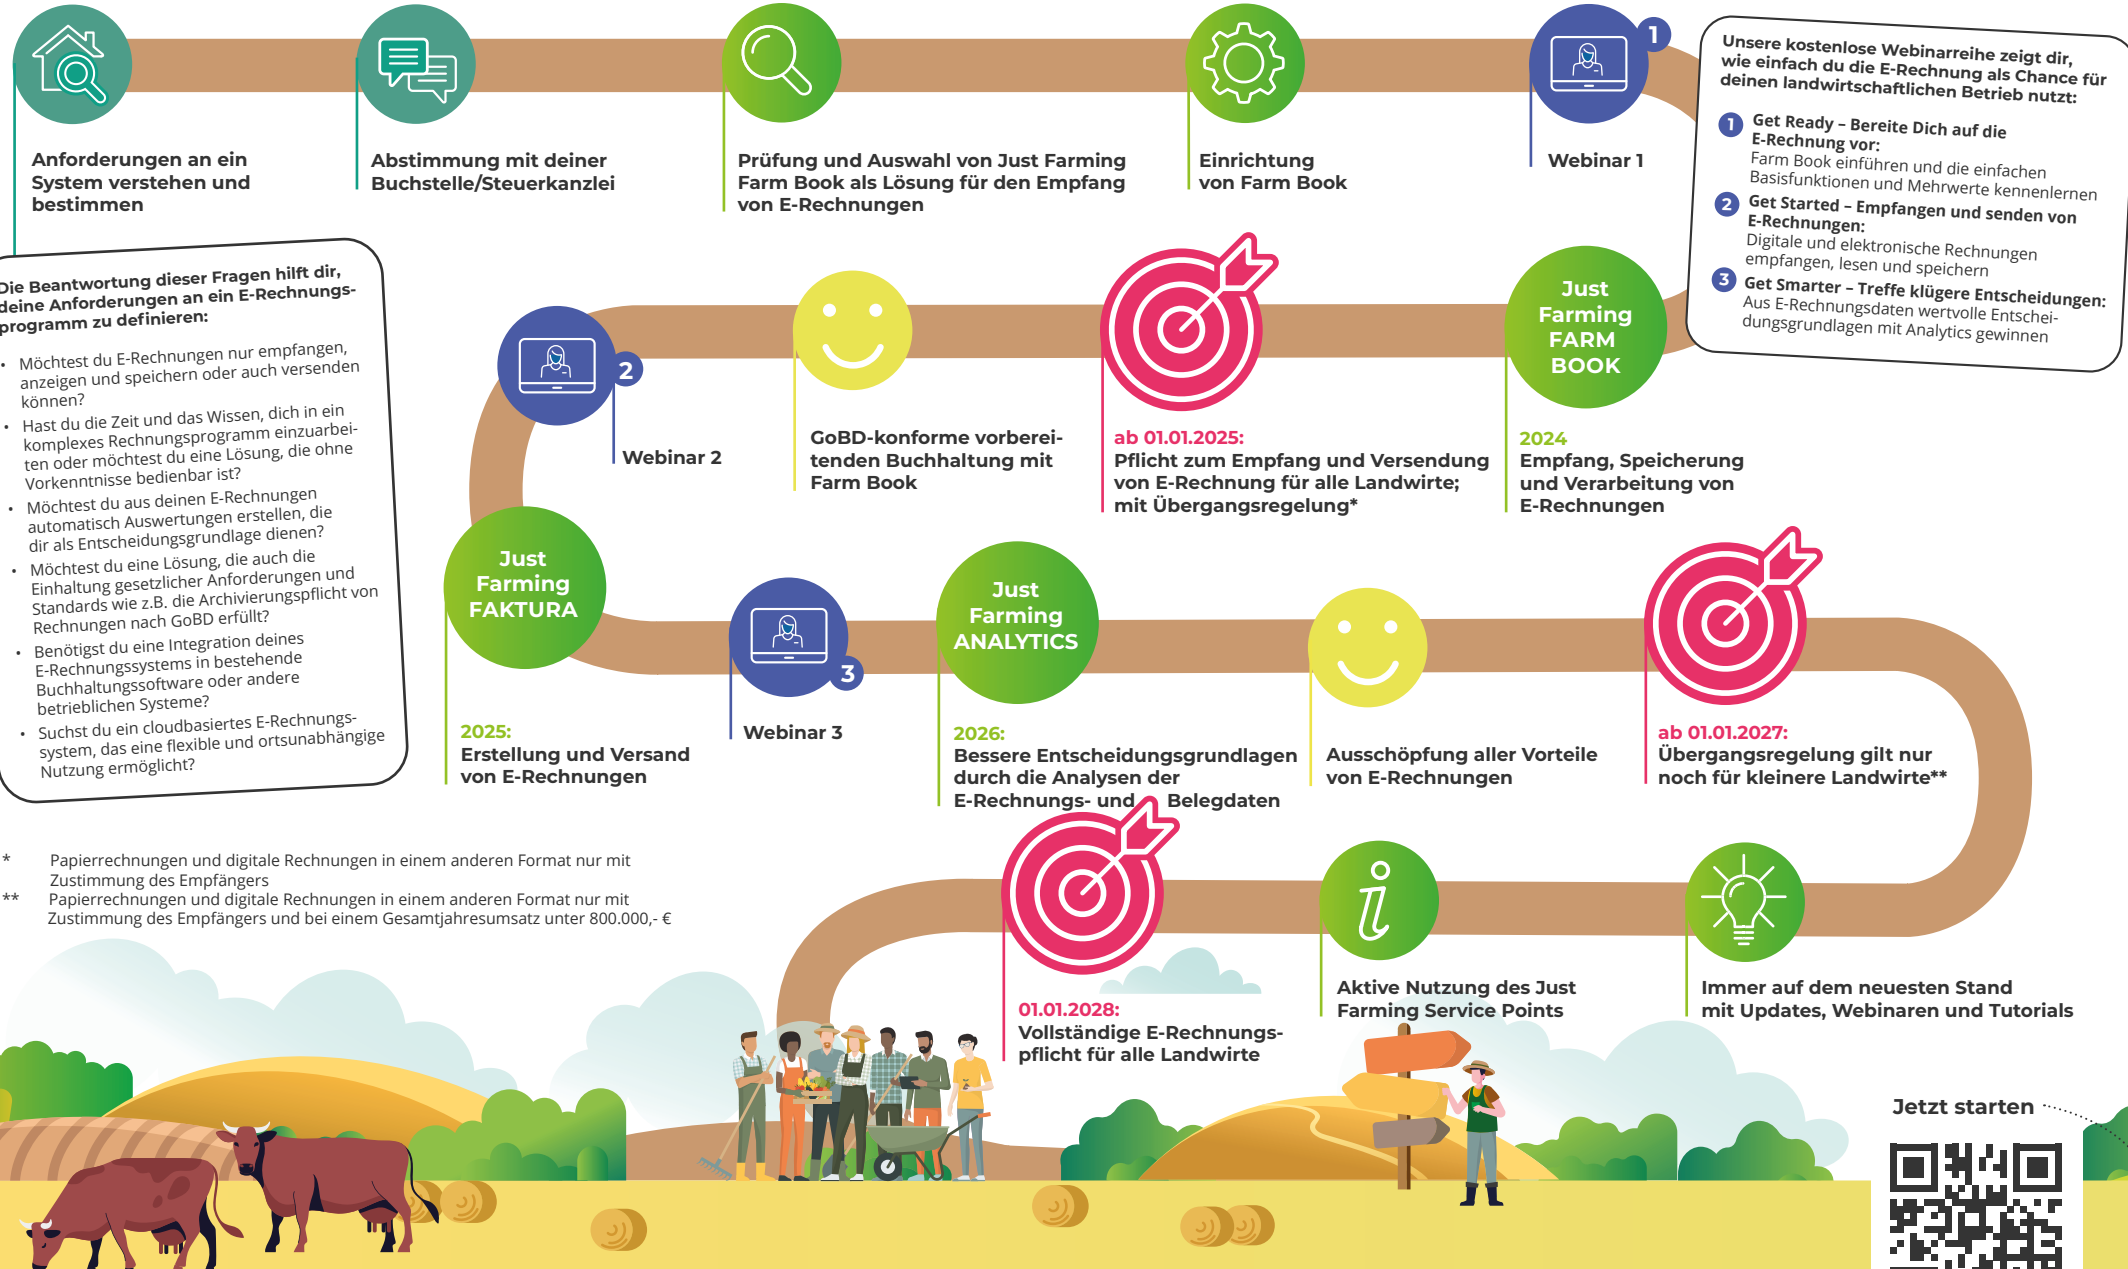 Anforderungen an ein
System verstehen und
bestimmen
Abstimmung mit deiner
Buchstelle/Steuerkanzlei
Prüfung und Auswahl von Just Farming
Farm Book als Lösung für den Empfang
von E-Rechnungen
Einrichtung
von Farm Book
1
Webinar 1
Unsere kostenlose Webinarreihe zeigt dir,
wie einfach du die E-Rechnung als Chance für
deinen landwirtschaftlichen Betrieb nutzt:
1 Get Ready – Bereite Dich auf die
E-Rechnung vor:
Farm Book einführen und die einfachen
Basisfunktionen und Mehrwerte kennenlernen
2 Get Started – Empfangen und senden von
E-Rechnungen:
Digitale und elektronische Rechnungen
empfangen, lesen und speichern
3 Get Smarter – Treffe klügere Entscheidungen:
Aus E-Rechnungsdaten wertvolle Entschei-
dungsgrundlagen mit Analytics gewinnen
Die Beantwortung dieser Fragen hilft dir,
deine Anforderungen an ein E-Rechnungs-
programm zu definieren:
• Möchtest du E-Rechnungen nur empfangen,
anzeigen und speichern oder auch versenden
können?
• Hast du die Zeit und das Wissen, dich in ein
komplexes Rechnungsprogramm einzuarbei-
ten oder möchtest du eine Lösung, die ohne
Vorkenntnisse bedienbar ist?
• Möchtest du aus deinen E-Rechnungen
automatisch Auswertungen erstellen, die
dir als Entscheidungsgrundlage dienen?
• Möchtest du eine Lösung, die auch die
Einhaltung gesetzlicher Anforderungen und
Standards wie z.B. die Archivierungspflicht von
Rechnungen nach GoBD erfüllt?
• Benötigst du eine Integration deines
E-Rechnungssystems in bestehende
Buchhaltungssoftware oder andere
betrieblichen Systeme?
• Suchst du ein cloudbasiertes E-Rechnungs-
system, das eine flexible und ortsunabhängige
Nutzung ermöglicht?
Just
Farming
FARM
BOOK
2024
Empfang, Speicherung
und Verarbeitung von
E-Rechnungen
ab 01.01.2025:
Pflicht zum Empfang und Versendung
von E-Rechnung für alle Landwirte;
mit Übergangsregelung*
GoBD-konforme vorberei-
tenden Buchhaltung mit
Farm Book
2
Webinar 2
Just
Farming
FAKTURA
2025:
Erstellung und Versand
von E-Rechnungen
3
Webinar 3
Just
Farming
ANALYTICS
2026:
Bessere Entscheidungsgrundlagen
durch die Analysen der
E-Rechnungs- und Belegdaten
Ausschöpfung aller Vorteile
von E-Rechnungen
ab 01.01.2027:
Übergangsregelung gilt nur
noch für kleinere Landwirte**
Immer auf dem neuesten Stand
mit Updates, Webinaren und Tutorials
i
Aktive Nutzung des Just
Farming Service Points
01.01.2028:
Vollständige E-Rechnungs-
pflicht für alle Landwirte
* Papierrechnungen und digitale Rechnungen in einem anderen Format nur mit
Zustimmung des Empfängers
** Papierrechnungen und digitale Rechnungen in einem anderen Format nur mit
Zustimmung des Empfängers und bei einem Gesamtjahresumsatz unter 800.000,- €
Jetzt starten